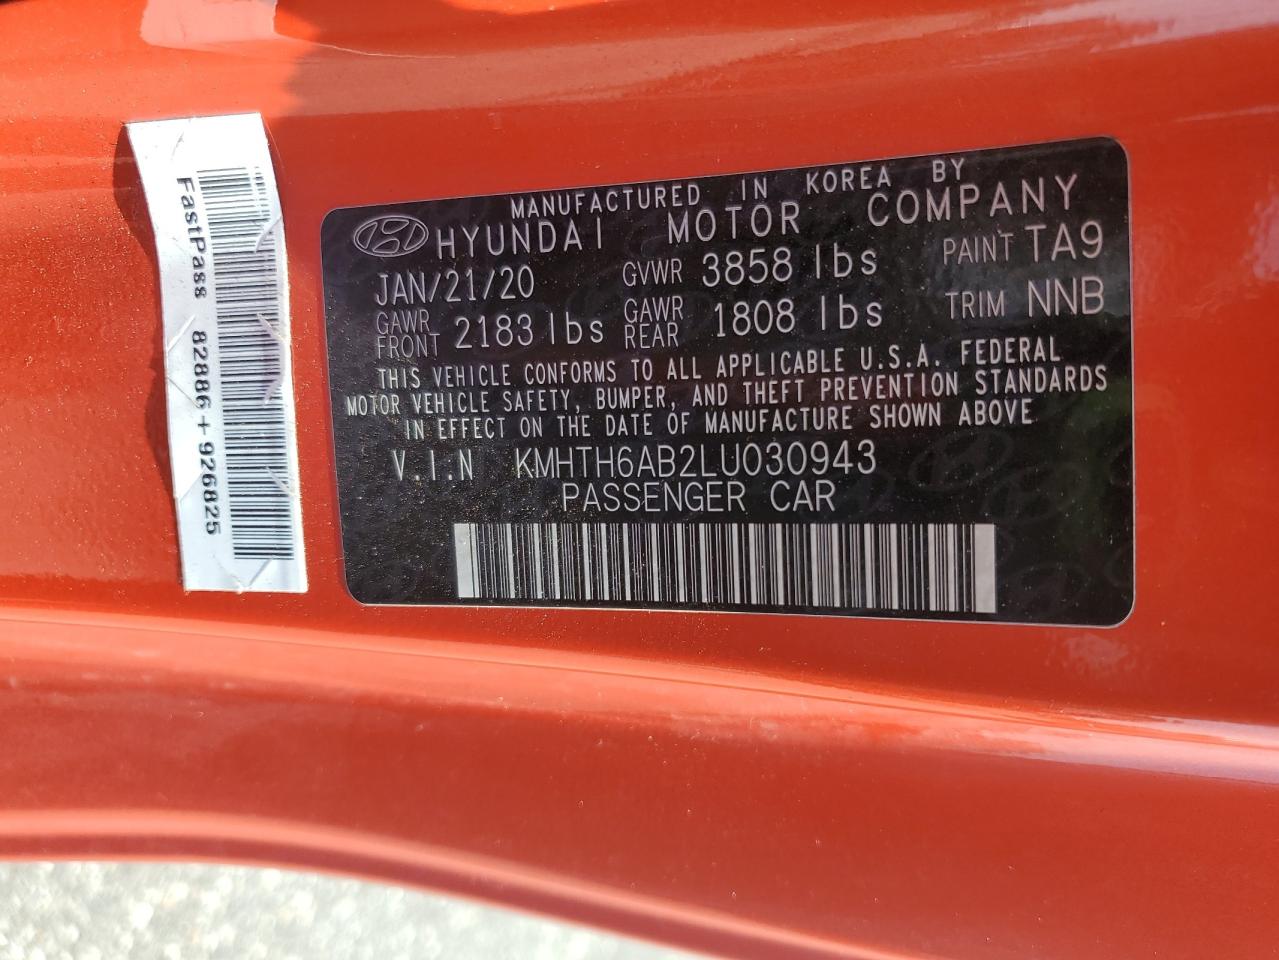 MANUFACTURED IN KOREA BY
HYUNDAI MOTOR COMPANY
JAN/21/20 GVWR 3858 lbs PAINT TA9
GAWR FRONT 2183 lbs GAWR REAR 1808 lbs TRIM NNB
THIS VEHICLE CONFORMS TO ALL APPLICABLE U.S.A. FEDERAL
MOTOR VEHICLE SAFETY, BUMPER, AND THEFT PREVENTION STANDARDS
IN EFFECT ON THE DATE OF MANUFACTURE SHOWN ABOVE
V.I.N KMHTH6AB2LU030943
PASSENGER CAR
FastPass 82886+926825